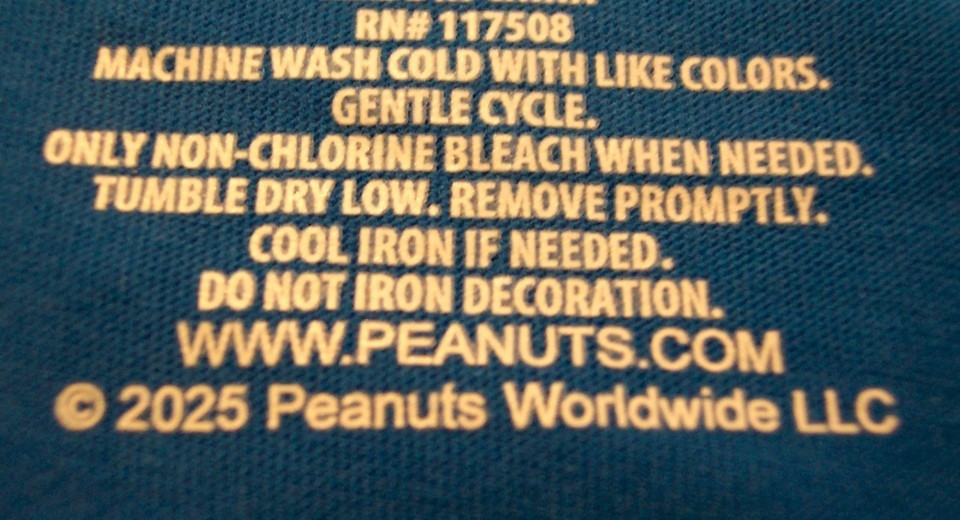 RN# 117508
MACHINE WASH COLD WITH LIKE COLORS.
GENTLE CYCLE.
ONLY NON-CHLORINE BLEACH WHEN NEEDED.
TUMBLE DRY LOW. REMOVE PROMPTLY.
COOL IRON IF NEEDED.
DO NOT IRON DECORATION.
WWW.PEANUTS.COM
© 2025 Peanuts Worldwide LLC